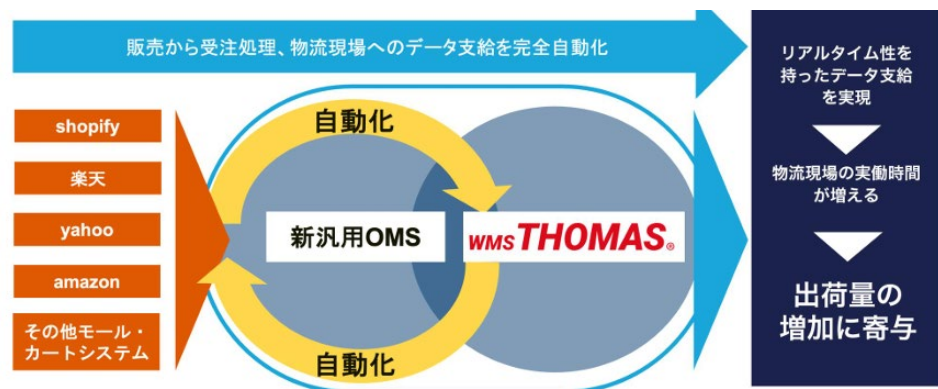 販売から受注処理、物流現場へのデータ支給を完全自動化
shopify
楽天
yahoo
amazon
その他モール・
カートシステム
自動化
新汎用OMS
WMS THOMAS®
自動化
リアルタイム性を
持ったデータ支給
を実現
物流現場の実働時間
が増える
出荷量の
増加に寄与